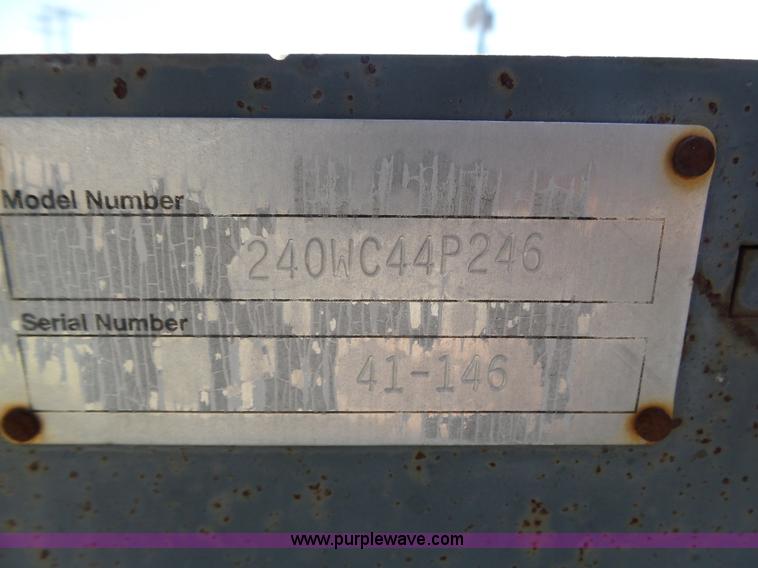 Model Number
240WC44P246
Serial Number
41-146
www.purplewave.com